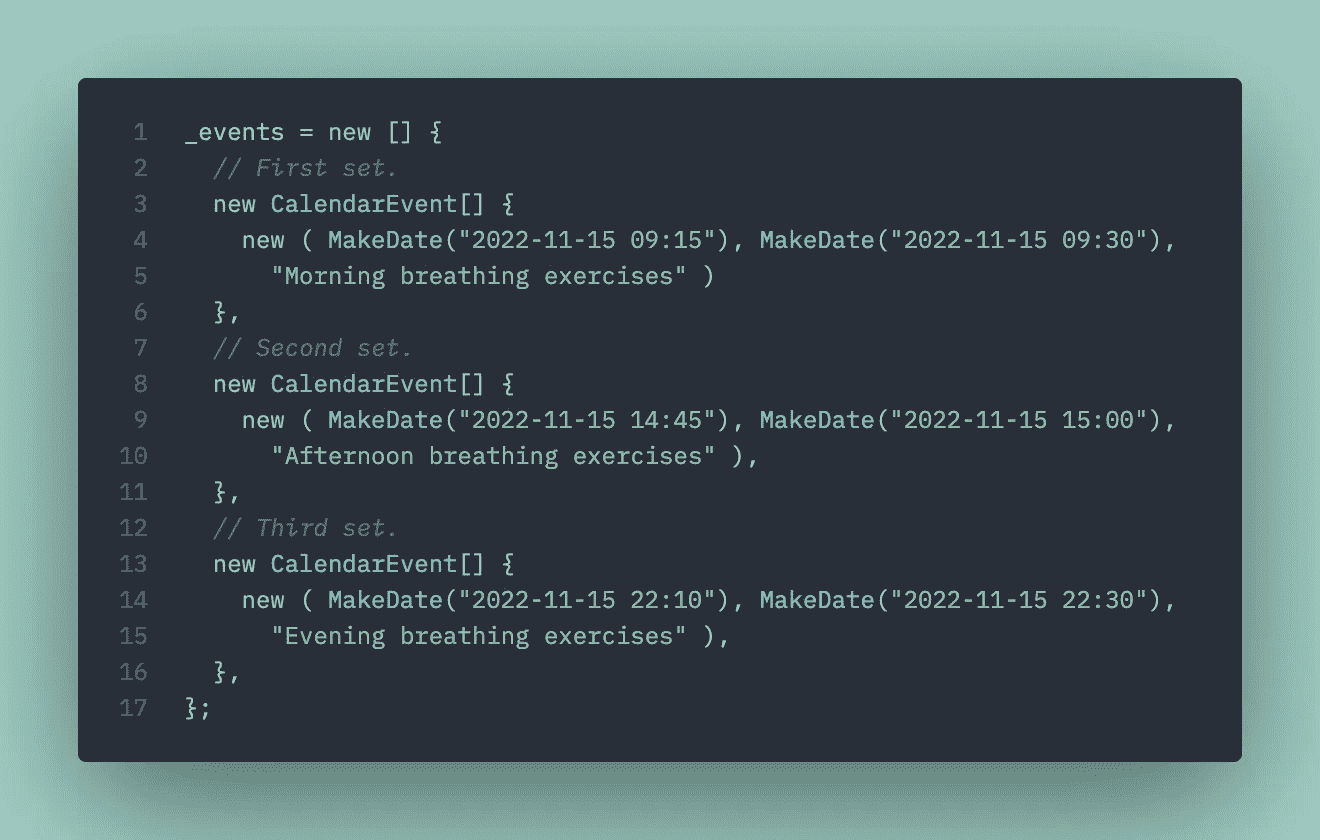 1 _events = new [] {
2   // First set.
3   new CalendarEvent[] {
4     new ( MakeDate("2022-11-15 09:15"), MakeDate("2022-11-15 09:30"),
5       "Morning breathing exercises" )
6   },
7   // Second set.
8   new CalendarEvent[] {
9     new ( MakeDate("2022-11-15 14:45"), MakeDate("2022-11-15 15:00"),
10       "Afternoon breathing exercises" ),
11   },
12   // Third set.
13   new CalendarEvent[] {
14     new ( MakeDate("2022-11-15 22:10"), MakeDate("2022-11-15 22:30"),
15       "Evening breathing exercises" ),
16   },
17 };